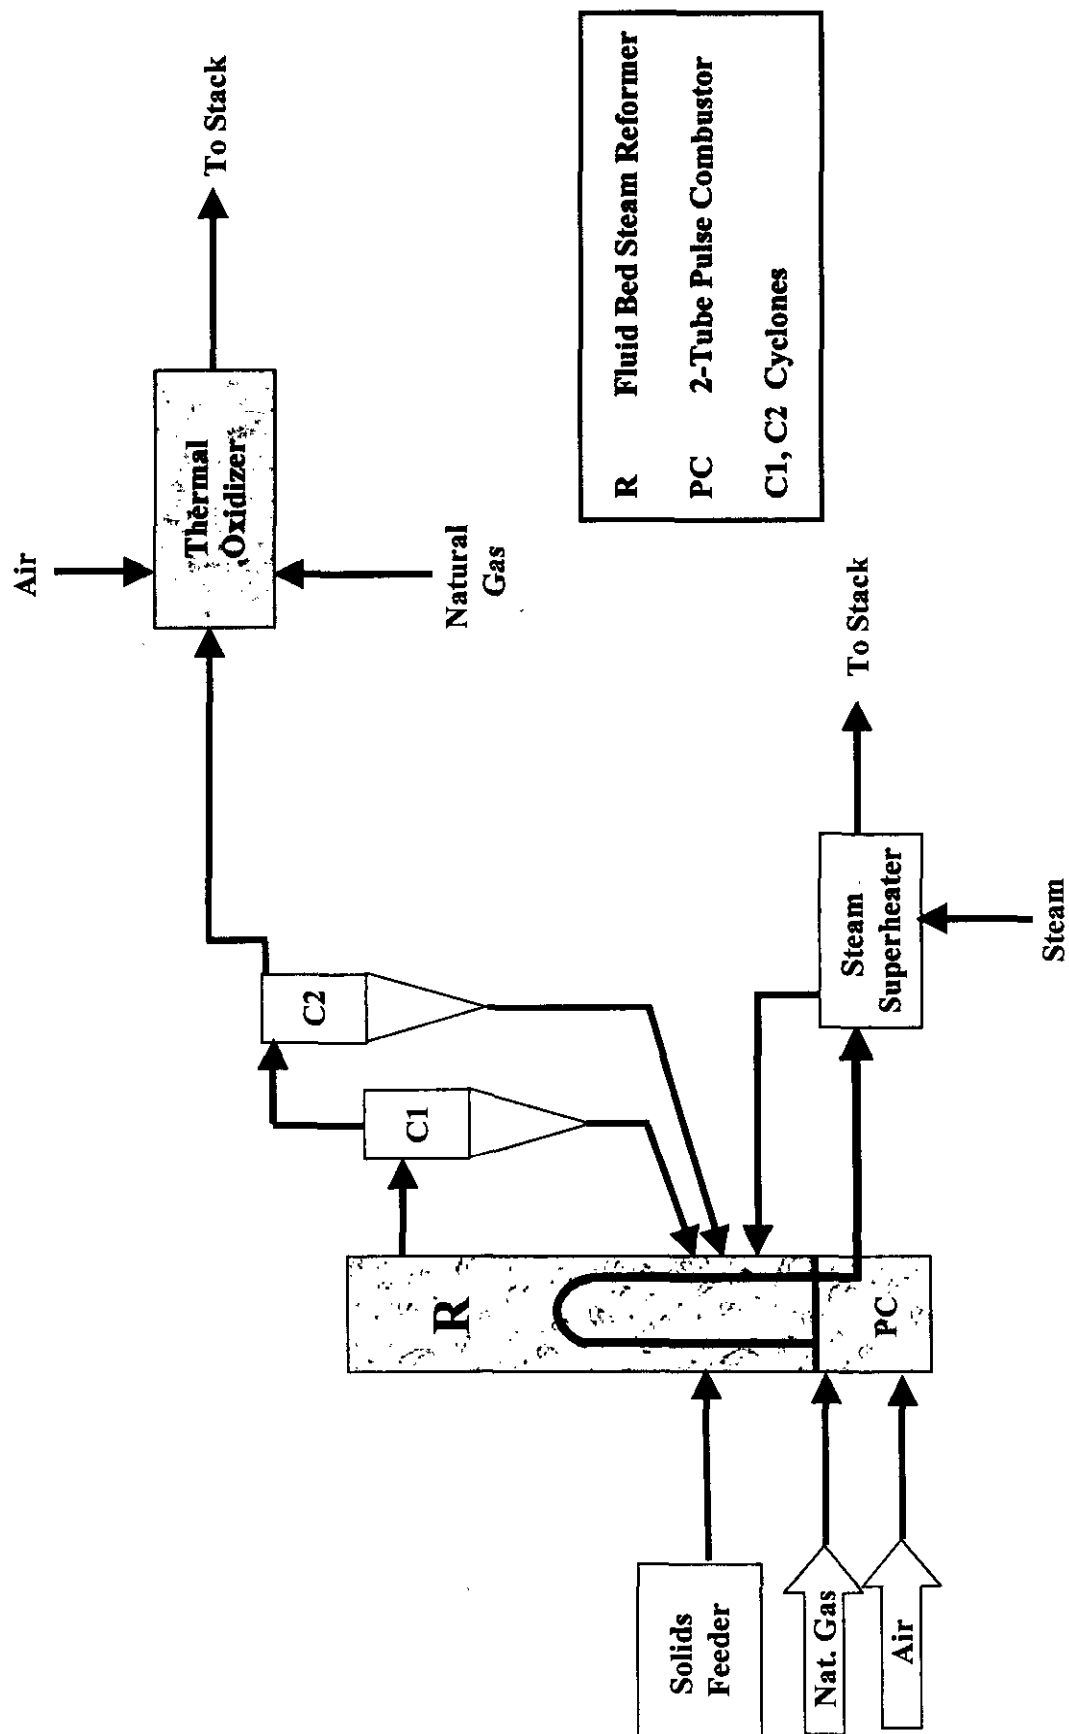 Air
Thermal
Oxidizer
To Stack
Natural
Gas
C2
C1
R
PC
Solids
Feeder
Nat. Gas
Air
Steam
Superheater
To Stack
Steam
R Fluid Bed Steam Reformer
PC 2-Tube Pulse Combustor
C1, C2 Cyclones